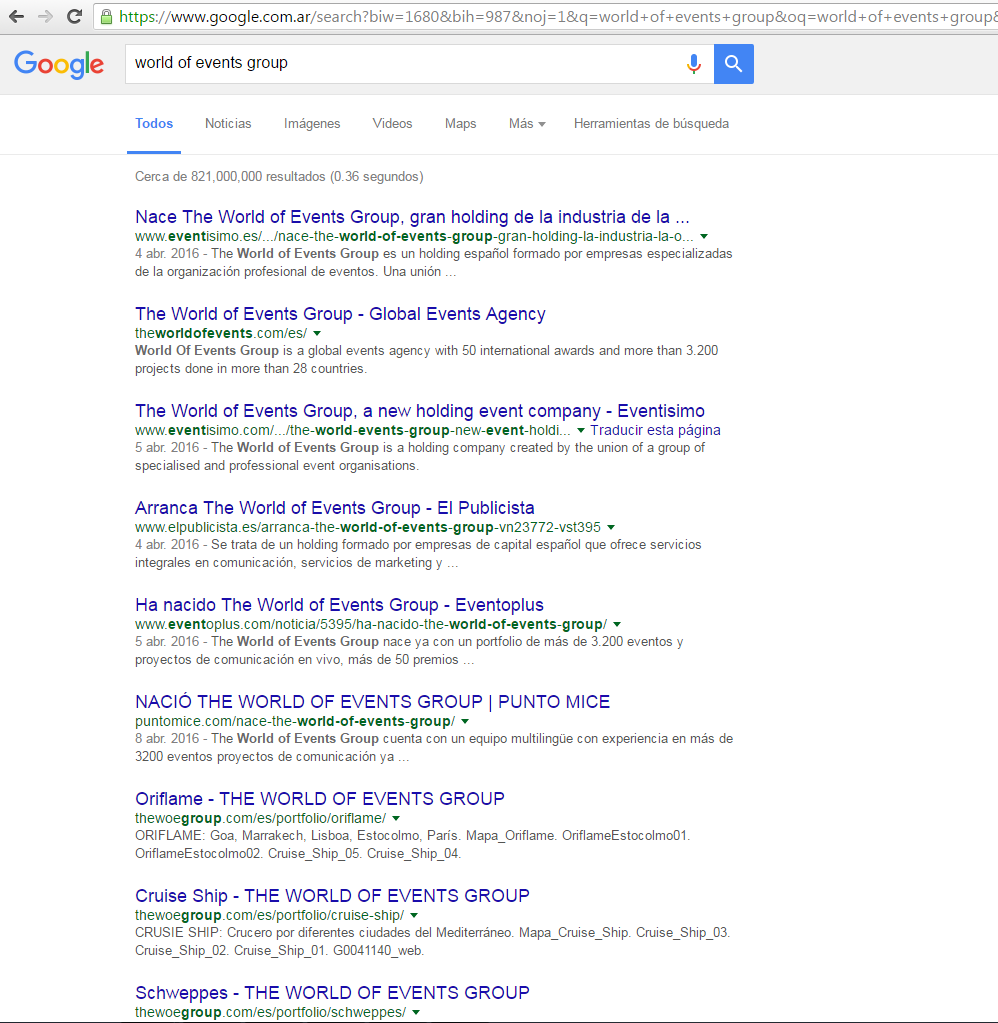 https://www.google.com.ar/search?biw=1680&bih=987&noj=1&q=world+of+events+group&oq=world+of+events+group&
Google
world of events group
Todos Noticias Imágenes Videos Maps Más Herramientas de búsqueda
Cerca de 821,000,000 resultados (0.36 segundos)
Nace The World of Events Group, gran holding de la industria de la ...
www.eventisimo.es/.../nace-the-world-of-events-group-gran-holding-la-industria-la-o...
4 abr. 2016 - The World of Events Group es un holding español formado por empresas especializadas
de la organización profesional de eventos. Una unión ...
The World of Events Group - Global Events Agency
theworldofevents.com/es/
World Of Events Group is a global events agency with 50 international awards and more than 3.200
projects done in more than 28 countries.
The World of Events Group, a new holding event company - Eventisimo
www.eventisimo.com/.../the-world-events-group-new-event-holdi... Traducir esta página
5 abr. 2016 - The World of Events Group is a holding company created by the union of a group of
specialised and professional event organisations.
Arranca The World of Events Group - El Publicista
www.elpublicista.es/arranca-the-world-of-events-group-vn23772-vst395
4 abr. 2016 - Se trata de un holding formado por empresas de capital español que ofrece servicios
integrales en comunicación, servicios de marketing y ...
Ha nacido The World of Events Group - Eventoplus
www.eventoplus.com/noticia/5395/ha-nacido-the-world-of-events-group/
5 abr. 2016 - The World of Events Group nace ya con un portfolio de más de 3.200 eventos y
proyectos de comunicación en vivo, más de 50 premios ...
NACIÓ THE WORLD OF EVENTS GROUP | PUNTO MICE
puntomice.com/nace-the-world-of-events-group/
8 abr. 2016 - The World of Events Group cuenta con un equipo multilingüe con experiencia en más de
3200 eventos proyectos de comunicación ya ...
Oriflame - THE WORLD OF EVENTS GROUP
thewoegroup.com/es/portfolio/oriflame/
ORIFLAME: Goa, Marrakech, Lisboa, Estocolmo, París. Mapa_Oriflame. OriflameEstocolmo01.
OriflameEstocolmo02. Cruise_Ship_05. Cruise_Ship_04.
Cruise Ship - THE WORLD OF EVENTS GROUP
thewoegroup.com/es/portfolio/cruise-ship/
CRUSIE SHIP: Crucero por diferentes ciudades del Mediterráneo. Mapa_Cruise_Ship. Cruise_Ship_03.
Cruise_Ship_02. Cruise_Ship_01. G0041140_web.
Schweppes - THE WORLD OF EVENTS GROUP
thewoegroup.com/es/portfolio/schweppes/